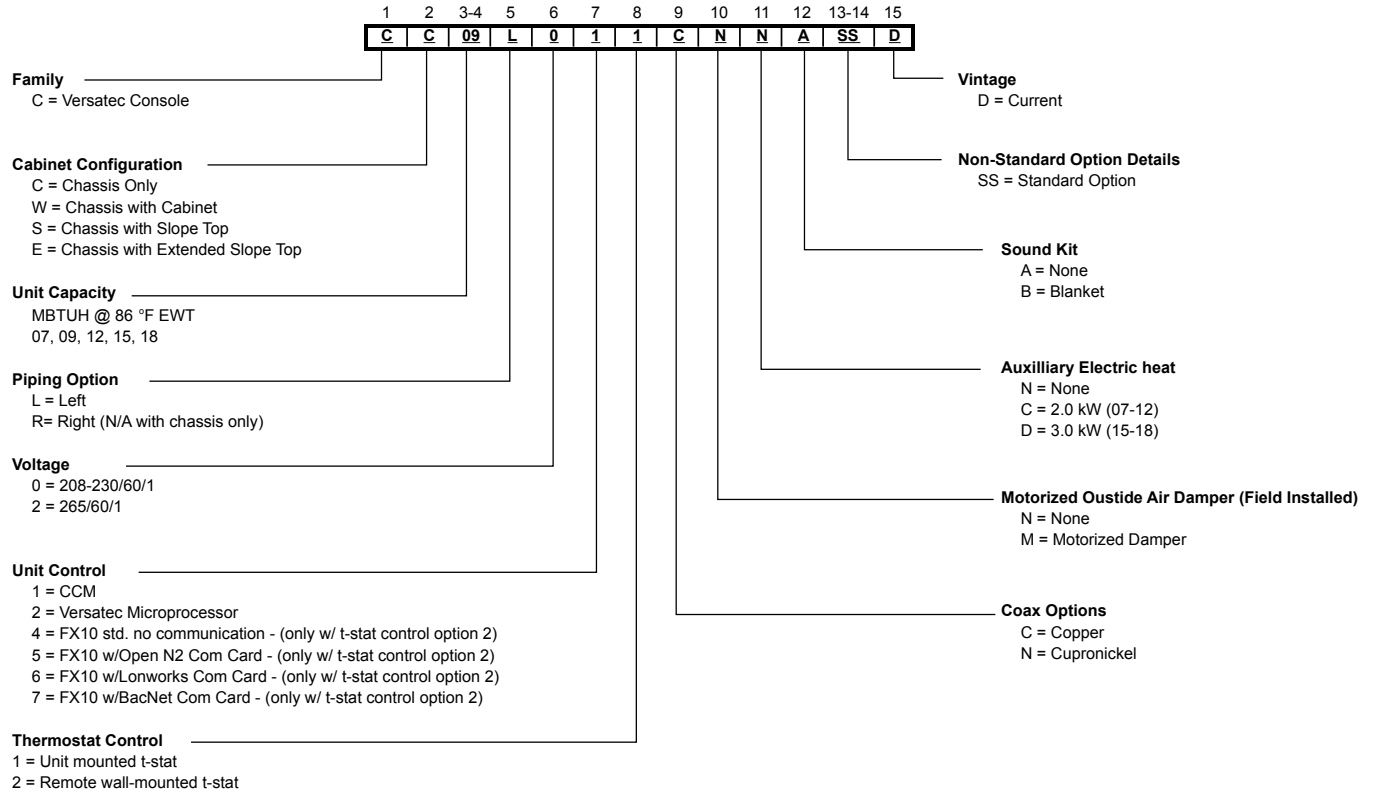 1 2 3-4 5 6 7 8 9 10 11 12 13-14 15
C C 09 L 0 1 1 C N N A SS D
Family
C = Versatec Console
Cabinet Configuration
C = Chassis Only
W = Chassis with Cabinet
S = Chassis with Slope Top
E = Chassis with Extended Slope Top
Unit Capacity
MBTUH @ 86 °F EWT
07, 09, 12, 15, 18
Piping Option
L = Left
R= Right (N/A with chassis only)
Voltage
0 = 208-230/60/1
2 = 265/60/1
Unit Control
1 = CCM
2 = Versatec Microprocessor
4 = FX10 std. no communication - (only w/ t-stat control option 2)
5 = FX10 w/Open N2 Com Card - (only w/ t-stat control option 2)
6 = FX10 w/Lonworks Com Card - (only w/ t-stat control option 2)
7 = FX10 w/BacNet Com Card - (only w/ t-stat control option 2)
Thermostat Control
1 = Unit mounted t-stat
2 = Remote wall-mounted t-stat
Vintage
D = Current
Non-Standard Option Details
SS = Standard Option
Sound Kit
A = None
B = Blanket
Auxilliary Electric heat
N = None
C = 2.0 kW (07-12)
D = 3.0 kW (15-18)
Motorized Oustide Air Damper (Field Installed)
N = None
M = Motorized Damper
Coax Options
C = Copper
N = Cupronickel